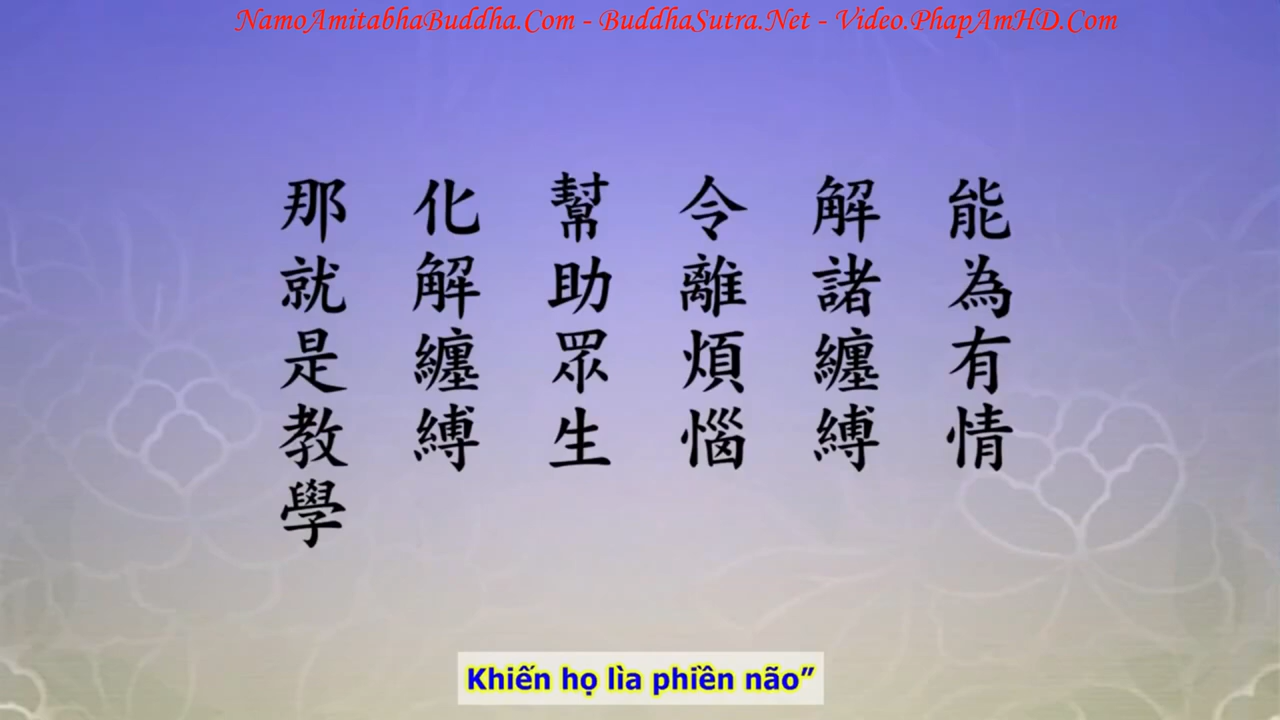 NamoAmitabhaBuddha.Com - BuddhaSutra.Net - Video.PhapAmHD.Com
能為有情
解諸纏縛
令離煩惱
幫助眾生
化解纏縛
那就是教學
Khiến họ lìa phiền não”